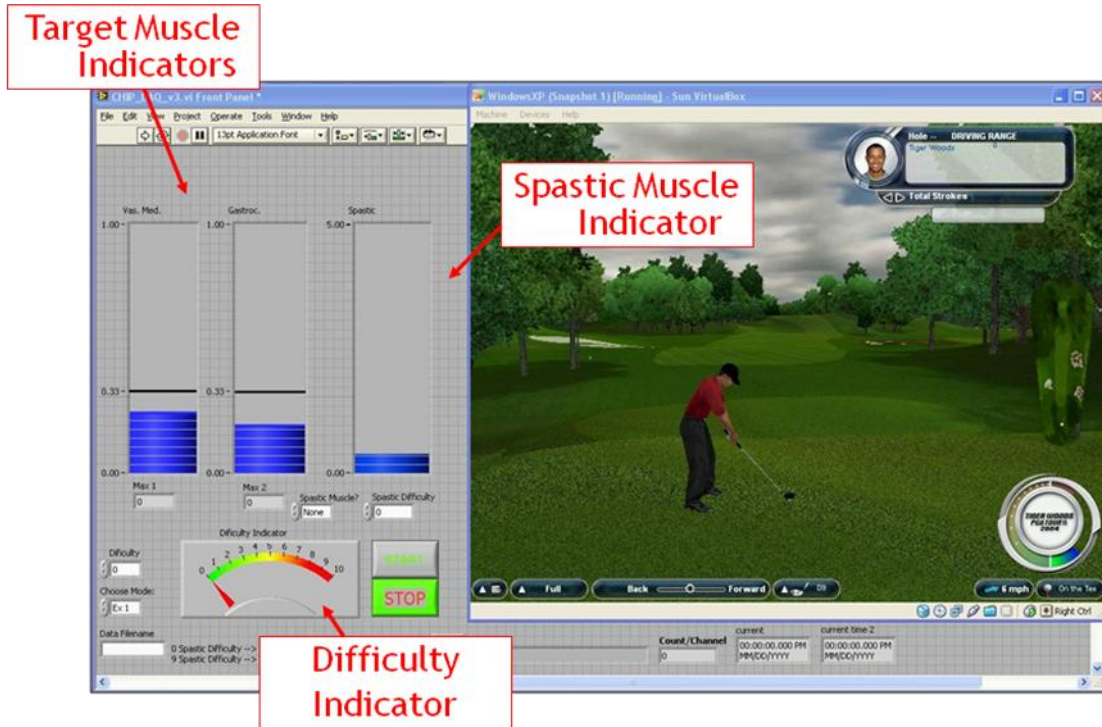 Target Muscle
Indicators
CHIP_PRO_v3.vi Front Panel *
File Edit View Project Operate Tools Window Help
13pt Application Font
Vas. Med.
Gastroc.
Spastic
1.00
1.00
5.00
0.33
0.33
0.00
0.00
0.00
Max 1
0
Max 2
0
Spastic Muscle?
None
Spastic Difficulty
0
Dificulty Indicator
0 1 2 3 4 5 6 7 8 9 10
Dificulty
0
Choose Mode:
Ex 1
START
STOP
Data Filename
0 Spastic Difficulty -->
9 Spastic Difficulty -->
Count/Channel
0
current
00:00:00.000 PM
MM/DD/YYYY
current time 2
00:00:00.000 PM
MM/DD/YYYY
Spastic Muscle
Indicator
Difficulty
Indicator
WindowsXP (Snapshot 1) [Running] - Sun VirtualBox
Machine Devices Help
Hole -- DRIVING RANGE
Tiger Woods 0
Total Strokes
TIGER WOODS
PGA TOUR
2004
Full
Back
Forward
6 mph
On the Tee
Right Ctrl